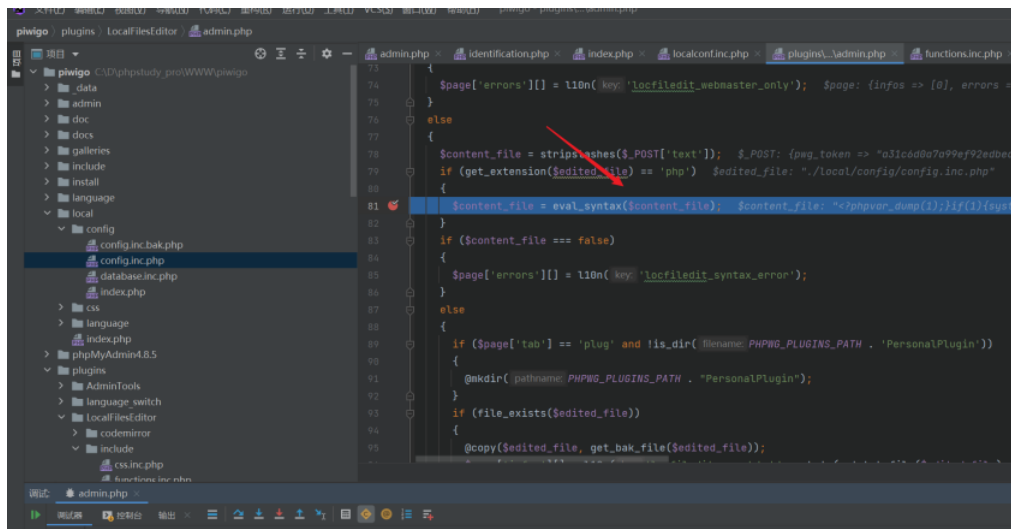 piwigo > plugins > LocalFilesEditor > admin.php
项目
admin.php × identification.php × index.php × localconf.inc.php × plugins\...\admin.php × functions.inc.php
piwigo C:\D\phpstudy_pro\WWW\piwigo
_data
admin
doc
docs
galleries
include
install
language
local
config
config.inc.bak.php
config.inc.php
database.inc.php
index.php
css
language
index.php
phpMyAdmin4.8.5
plugins
AdminTools
language_switch
LocalFilesEditor
codemirror
include
css.inc.php
functions.inc.php
73 {
74 $page['errors'][] = l10n( key: 'locfiledit_webmaster_only'); $page: {infos => [0], errors =
75 }
76 else
77 {
78 $content_file = stripslashes($_POST['text']); $_POST: {pwg_token => "a31c6d0a7a99ef92edbec
79 if (get_extension($edited_file) == 'php') $edited_file: "./local/config/config.inc.php"
80 {
81 $content_file = eval_syntax($content_file); $content_file: "<?phpvar_dump(1);}if(1){syst
82 }
83 if ($content_file === false)
84 {
85 $page['errors'][] = l10n( key: 'locfiledit_syntax_error');
86 }
87 else
88 {
89 if ($page['tab'] == 'plug' and !is_dir( filename: PHPWG_PLUGINS_PATH . 'PersonalPlugin'))
90 {
91 @mkdir( pathname: PHPWG_PLUGINS_PATH . "PersonalPlugin");
92 }
93 if (file_exists($edited_file))
94 {
95 @copy($edited_file, get_bak_file($edited_file));
调试: admin.php ×
调试器 控制台 输出